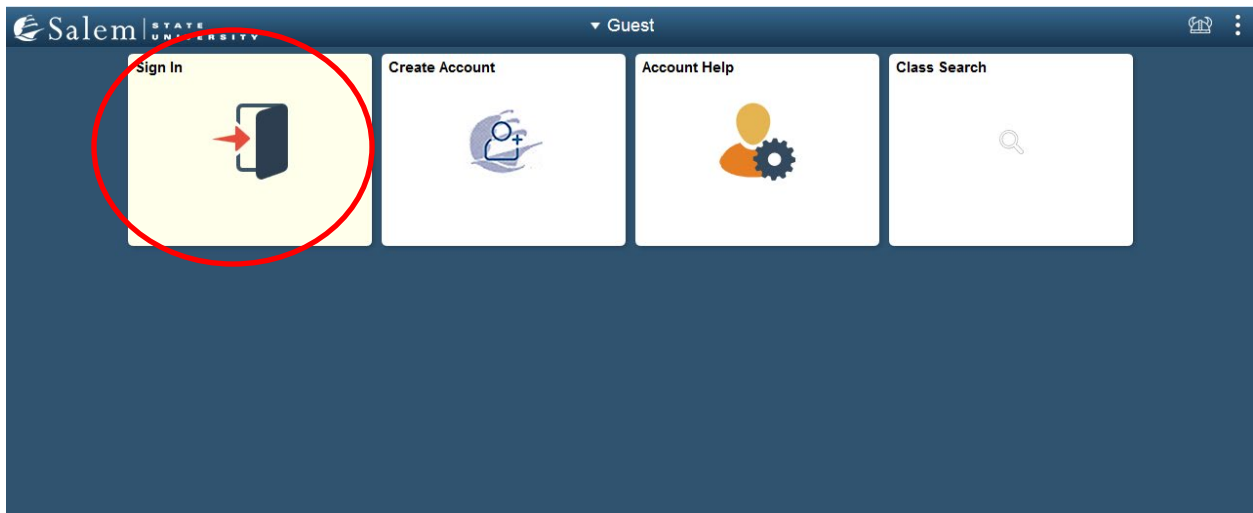 Salem STATE UNIVERSITY
Guest
Sign In
Create Account
Account Help
Class Search